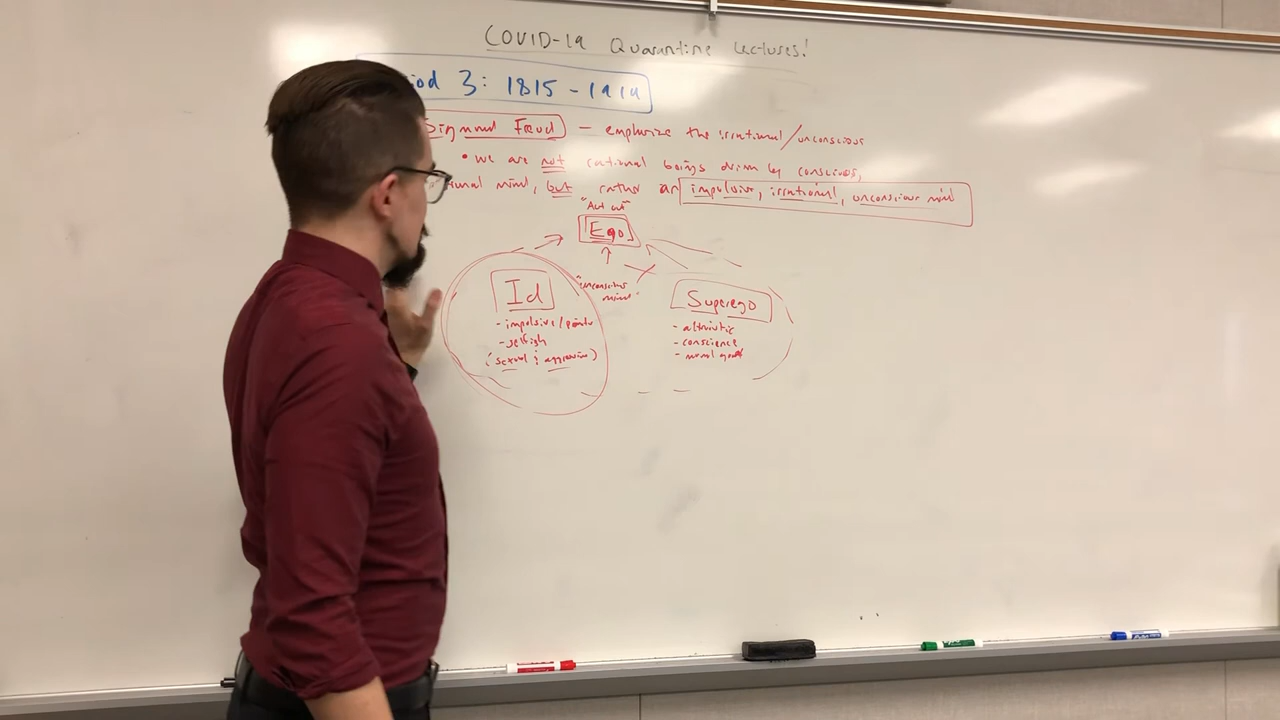 COVID-19 Quarantine Lectures!
iod 3: 1815 - 1914
Sigmund Freud - emphasize the irrational/unconscious
• we are not rational beings driven by conscious,
onal mind, but rather an impulsive, irrational, unconscious mind
"Act out"
Ego
"unconscious
mind"
Id
- impulsive/
- selfish
(sexual & aggressive)
Superego
- altruistic
- conscience
- moral good